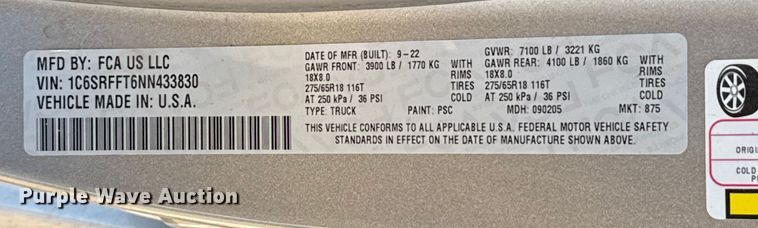 MFD BY: FCA US LLC
VIN: 1C6SRFFT6NN433830
VEHICLE MADE IN: U.S.A.
DATE OF MFR (BUILT): 9-22
GAWR FRONT: 3900 LB / 1770 KG WITH
18X8.0 RIMS
275/65R18 116T TIRES
AT 250 kPa / 36 PSI COLD
TYPE: TRUCK PAINT: PSC
GVWR: 7100 LB / 3221 KG
GAWR REAR: 4100 LB / 1860 KG WITH
18X8.0 RIMS
275/65R18 116T TIRES
AT 250 kPa / 36 PSI COLD
MDH: 090205 MKT: 875
THIS VEHICLE CONFORMS TO ALL APPLICABLE U.S.A. FEDERAL MOTOR VEHICLE SAFETY
STANDARDS IN EFFECT ON THE DATE OF MANUFACTURE SHOWN ABOVE.
COLD
Purple Wave Auction